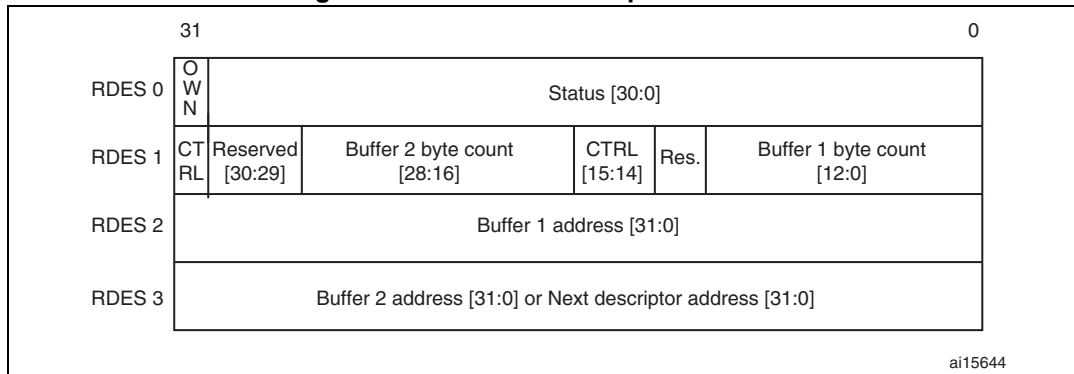 31 0
RDES 0
O
W
N
Status [30:0]
RDES 1
CT
RL
Reserved
[30:29]
Buffer 2 byte count
[28:16]
CTRL
[15:14]
Res.
Buffer 1 byte count
[12:0]
RDES 2
Buffer 1 address [31:0]
RDES 3
Buffer 2 address [31:0] or Next descriptor address [31:0]
ai15644